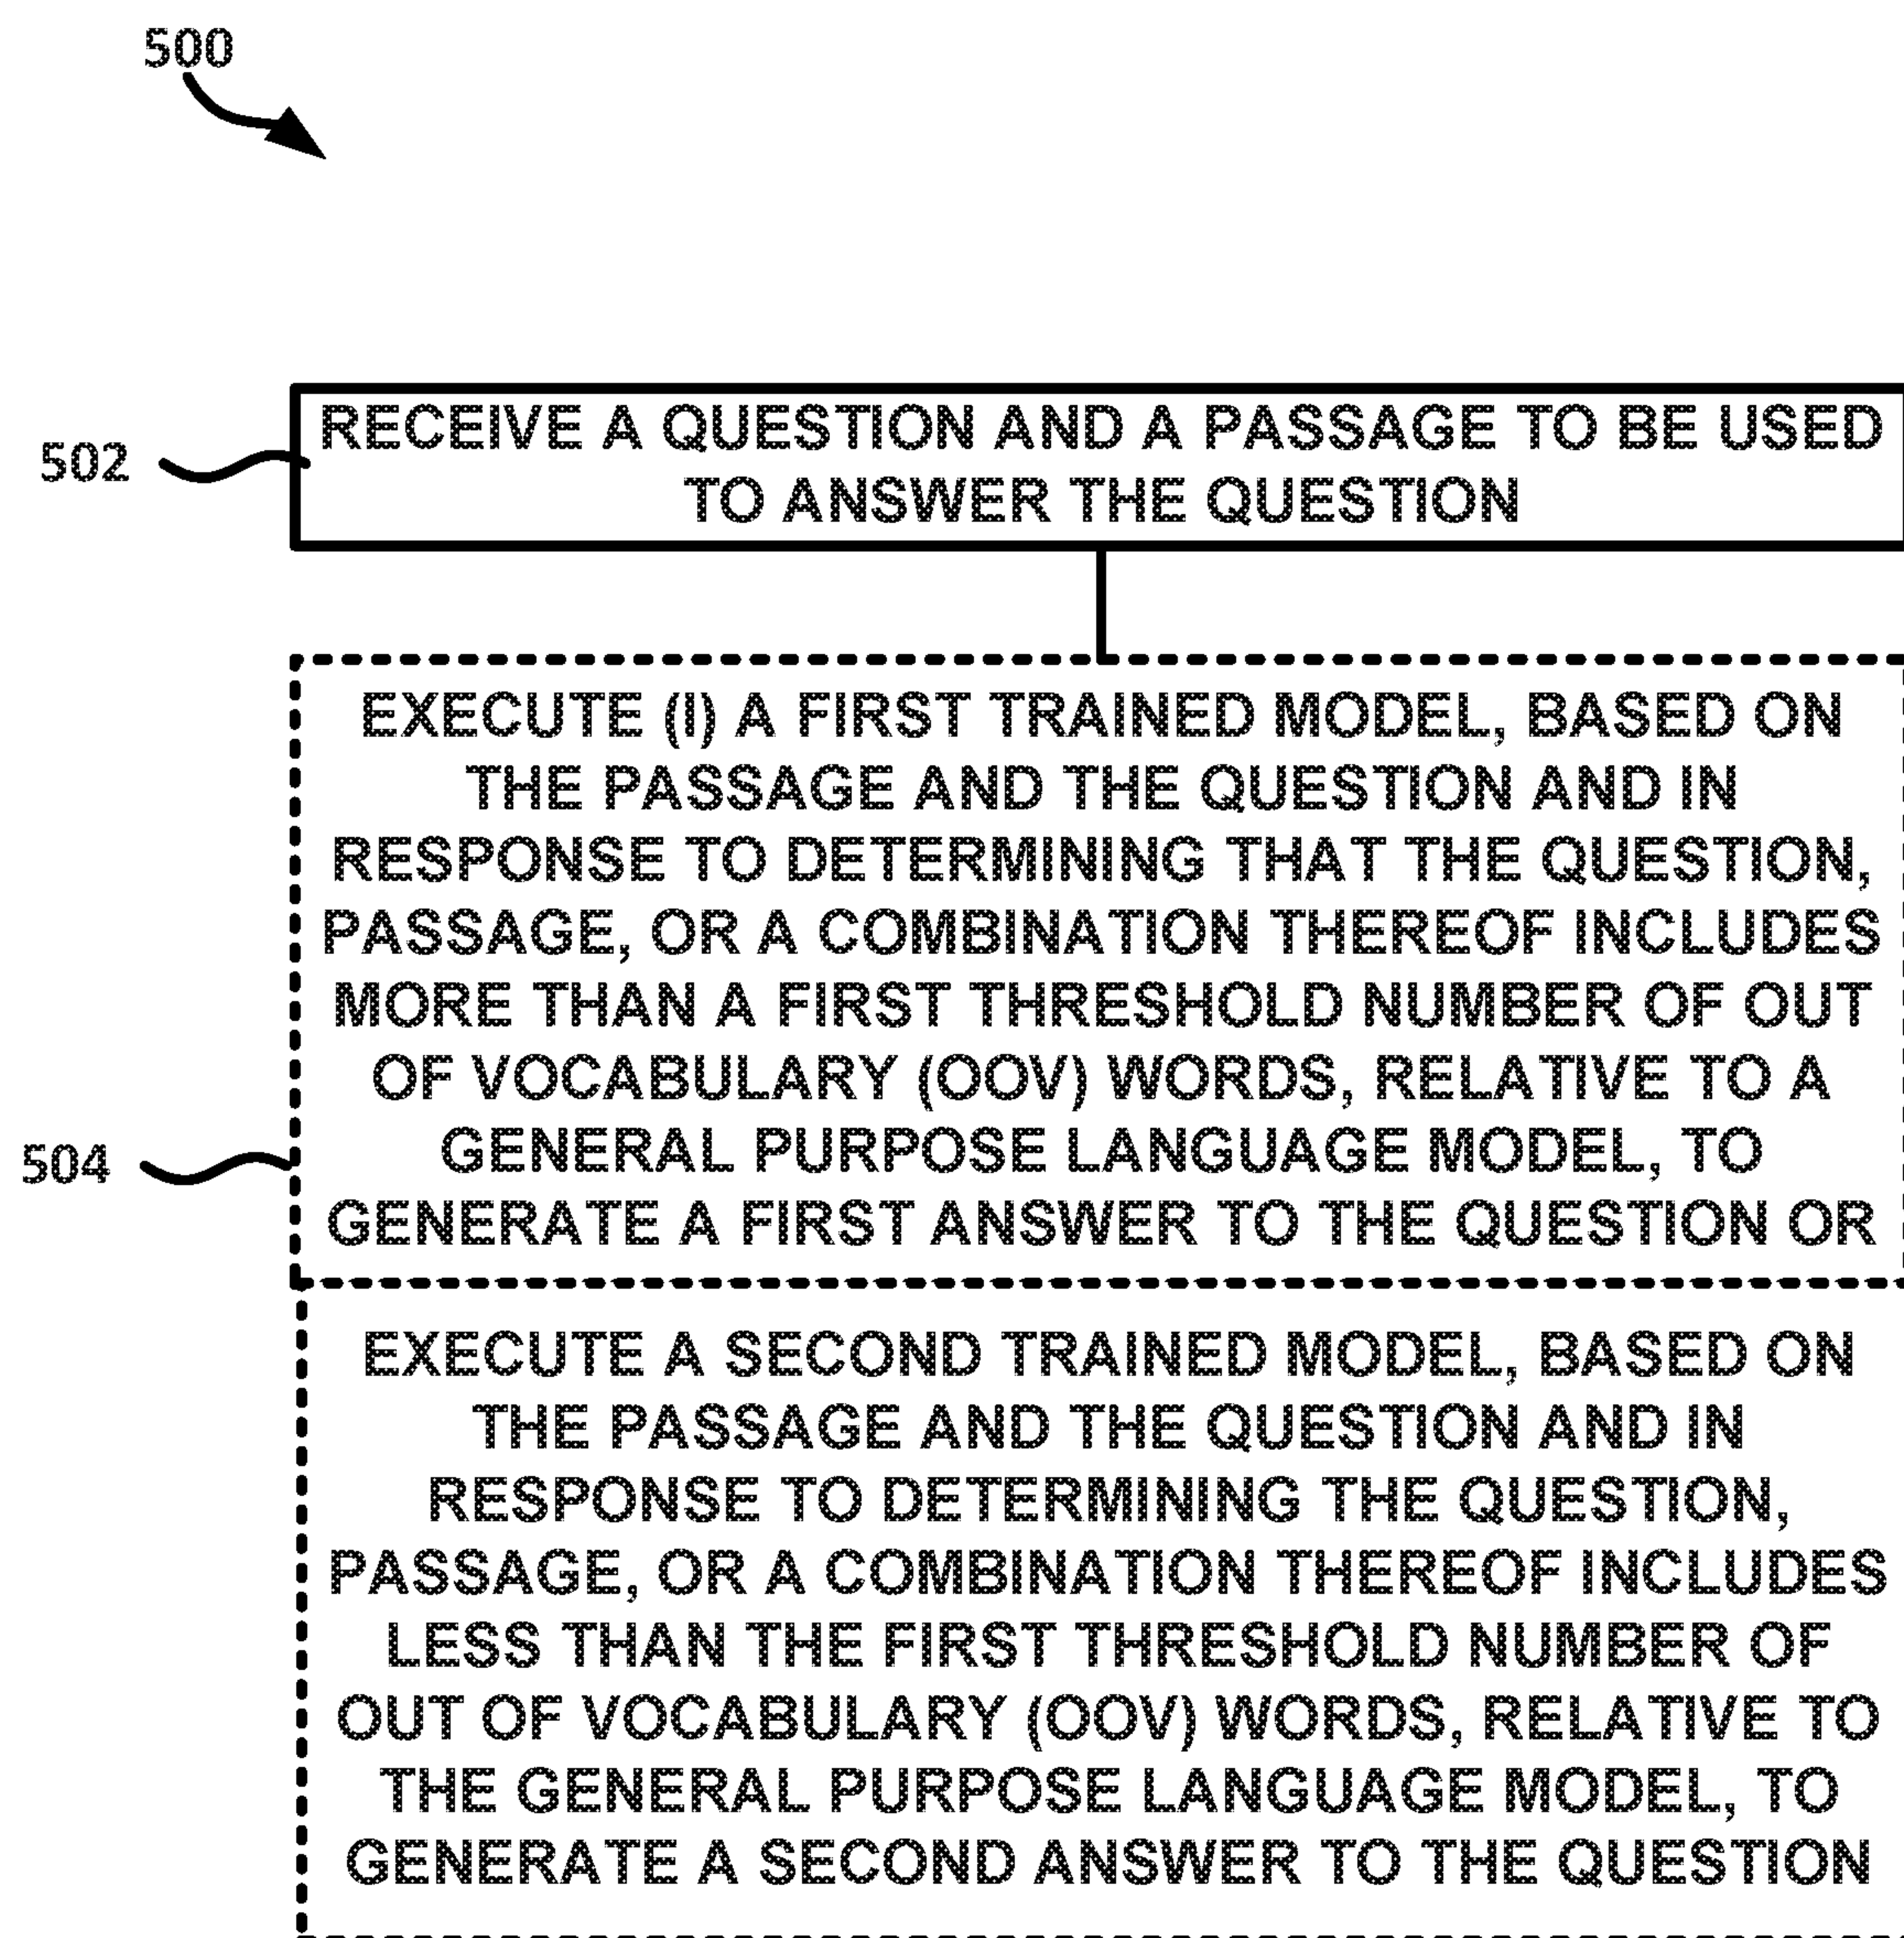 500
502
RECEIVE A QUESTION AND A PASSAGE TO BE USED
TO ANSWER THE QUESTION
EXECUTE (I) A FIRST TRAINED MODEL, BASED ON
THE PASSAGE AND THE QUESTION AND IN
RESPONSE TO DETERMINING THAT THE QUESTION,
PASSAGE, OR A COMBINATION THEREOF INCLUDES
MORE THAN A FIRST THRESHOLD NUMBER OF OUT
OF VOCABULARY (OOV) WORDS, RELATIVE TO A
GENERAL PURPOSE LANGUAGE MODEL, TO
504
GENERATE A FIRST ANSWER TO THE QUESTION OR
EXECUTE A SECOND TRAINED MODEL, BASED ON
THE PASSAGE AND THE QUESTION AND IN
RESPONSE TO DETERMINING THE QUESTION,
PASSAGE, OR A COMBINATION THEREOF INCLUDES
LESS THAN THE FIRST THRESHOLD NUMBER OF
OUT OF VOCABULARY (OOV) WORDS, RELATIVE TO
THE GENERAL PURPOSE LANGUAGE MODEL, TO
GENERATE A SECOND ANSWER TO THE QUESTION